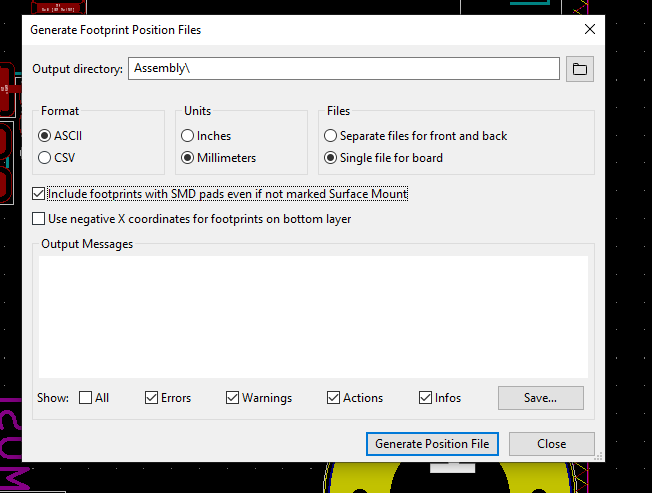 Generate Footprint Position Files
Output directory: Assembly\
Format
Units
Files
ASCII
Inches
Separate files for front and back
CSV
Millimeters
Single file for board
Include footprints with SMD pads even if not marked Surface Mount
Use negative X coordinates for footprints on bottom layer
Output Messages
Show: All Errors Warnings Actions Infos Save...
Generate Position File Close